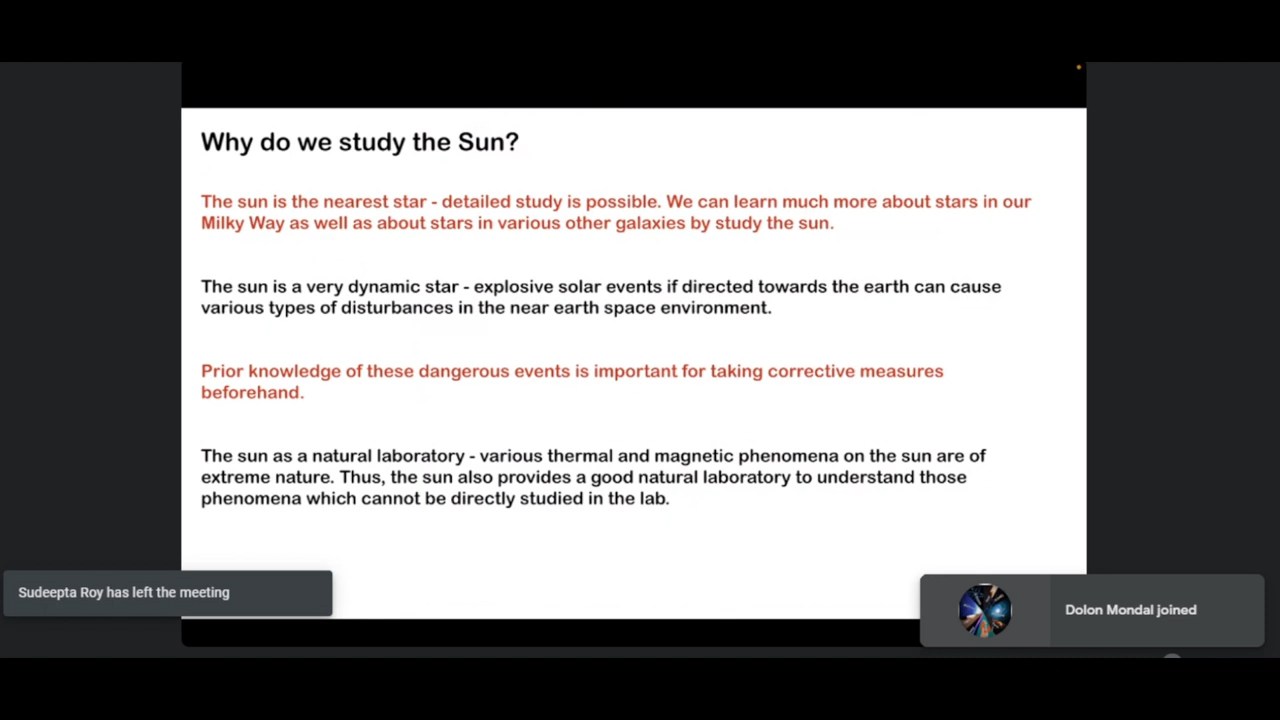 Why do we study the Sun?
The sun is the nearest star - detailed study is possible. We can learn much more about stars in our
Milky Way as well as about stars in various other galaxies by study the sun.
The sun is a very dynamic star - explosive solar events if directed towards the earth can cause
various types of disturbances in the near earth space environment.
Prior knowledge of these dangerous events is important for taking corrective measures
beforehand.
The sun as a natural laboratory - various thermal and magnetic phenomena on the sun are of
extreme nature. Thus, the sun also provides a good natural laboratory to understand those
phenomena which cannot be directly studied in the lab.
Sudeepta Roy has left the meeting
Dolon Mondal joined